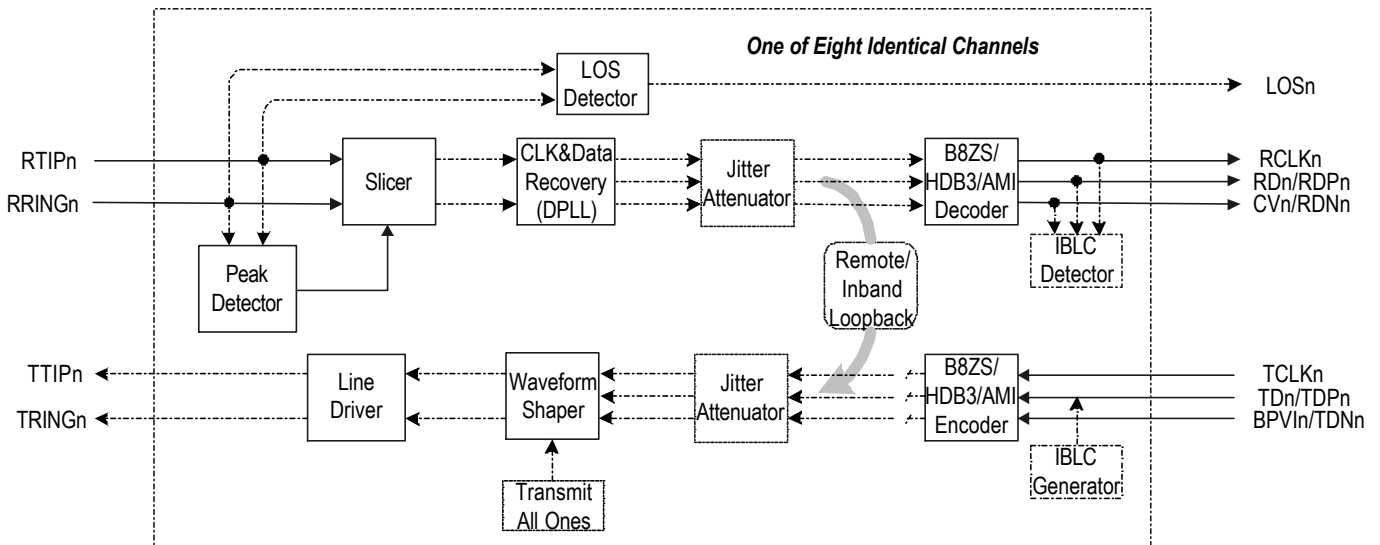 One of Eight Identical Channels
LOS
Detector
LOSn
RTIPn
RRINGn
Slicer
CLK&Data
Recovery
(DPLL)
Jitter
Attenuator
B8ZS/
HDB3/AMI
Decoder
RCLKn
RDn/RDPn
CVn/RDNn
Peak
Detector
Remote/
Inband
Loopback
IBLC
Detector
TTIPn
TRINGn
Line
Driver
Waveform
Shaper
Jitter
Attenuator
B8ZS/
HDB3/AMI
Encoder
TCLKn
TDn/TDPn
BPVIn/TDNn
Transmit
All Ones
IBLC
Generator